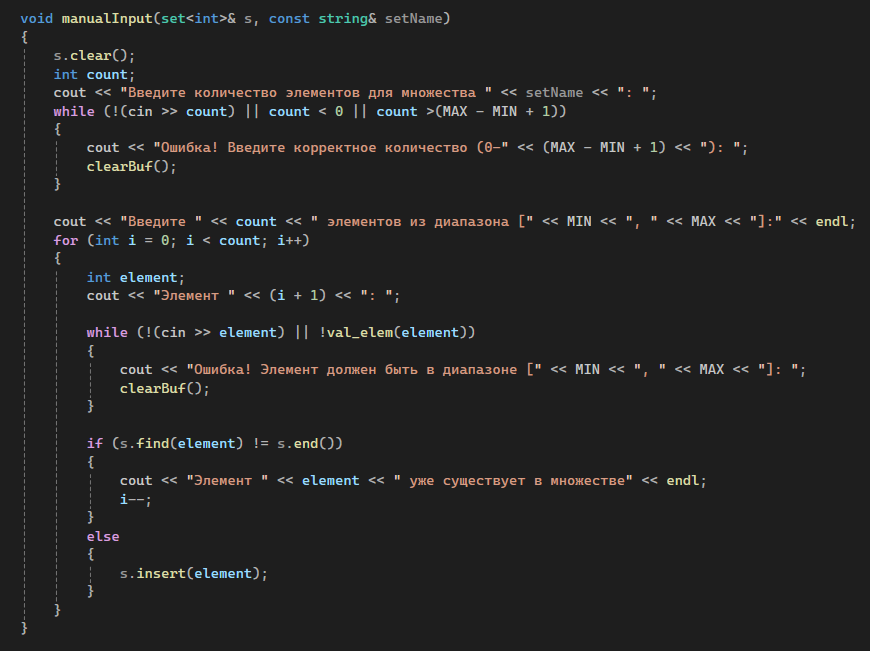 void manualInput(set<int>& s, const string& setName)
{
    s.clear();
    int count;
    cout << "Введите количество элементов для множества " << setName << ": ";
    while (!(cin >> count) || count < 0 || count >(MAX - MIN + 1))
    {
        cout << "Ошибка! Введите корректное количество (0-" << (MAX - MIN + 1) << "): ";
        clearBuf();
    }

    cout << "Введите " << count << " элементов из диапазона [" << MIN << ", " << MAX << "]:" << endl;
    for (int i = 0; i < count; i++)
    {
        int element;
        cout << "Элемент " << (i + 1) << ": ";

        while (!(cin >> element) || !val_elem(element))
        {
            cout << "Ошибка! Элемент должен быть в диапазоне [" << MIN << ", " << MAX << "]: ";
            clearBuf();
        }

        if (s.find(element) != s.end())
        {
            cout << "Элемент " << element << " уже существует в множестве" << endl;
            i--;
        }
        else
        {
            s.insert(element);
        }
    }
}